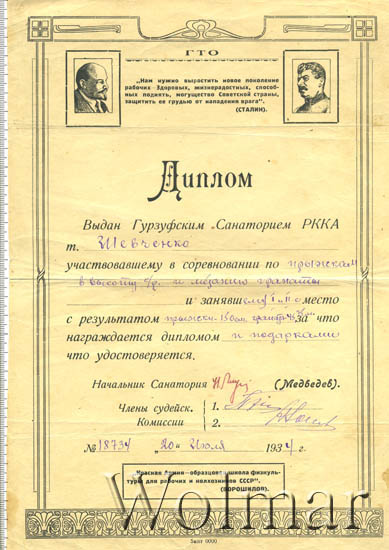 ГТО
„Нам нужно вырастить новое поколение
рабочих Здоровых, жизнерадостных, способ-
ных поднять, могущество Советской страны,
защитить ее грудью от нападения врага".
(СТАЛИН).
Диплом
Выдан Гурзуфским „Санаторием РККА
т. Шевченко
участвовавшему в соревновании по прыжкам
в высоту и метанию гранаты
и занявшему I и II место
с результатом прыжки за что
награждается дипломом и подарками
что удостоверяется.
Начальник Санатория (Медведев).
Члены судейск. 1.
Комиссии 2.
№ 18734 „20" Июля 1934 г.
„Красная Армия—образцовая школа физкуль-
туры для рабочих и колхозников СССР".
(ВОРОШИЛОВ).
Wolmar